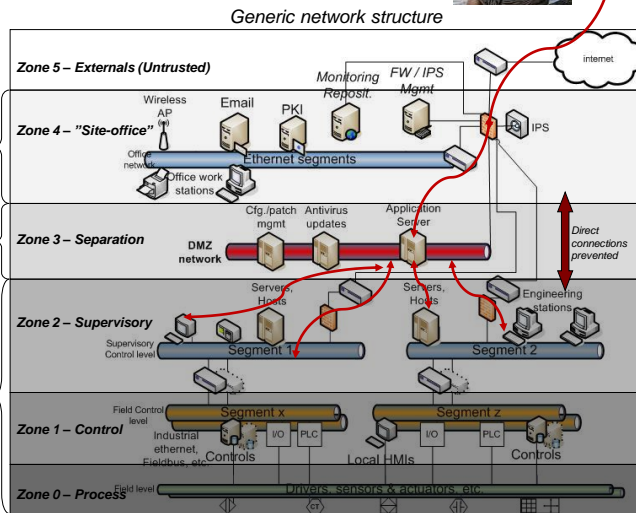 Generic network structure
Zone 5 – Externals (Untrusted)
internet
Monitoring
Reposit.
FW / IPS
Mgmt
Wireless
AP
Email
PKI
Zone 4 – ”Site-office”
IPS
Office
network
Ethernet segments
Office work
stations
Cfg./patch
mgmt
Antivirus
updates
Application
Server
Zone 3 – Separation
DMZ
network
Direct
connections
prevented
Servers,
Hosts
Servers,
Hosts
Engineering
stations
Zone 2 – Supervisory
Supervisory
Control level
Segment 1
Segment 2
Field Control
level
Segment x
Segment z
Zone 1 – Control
Industrial
ethernet,
Fieldbus, etc.
Controls
I/O
PLC
Local HMIs
I/O
PLC
Controls
Zone 0 – Process
Field level
Drivers, sensors & actuators, etc.
CT